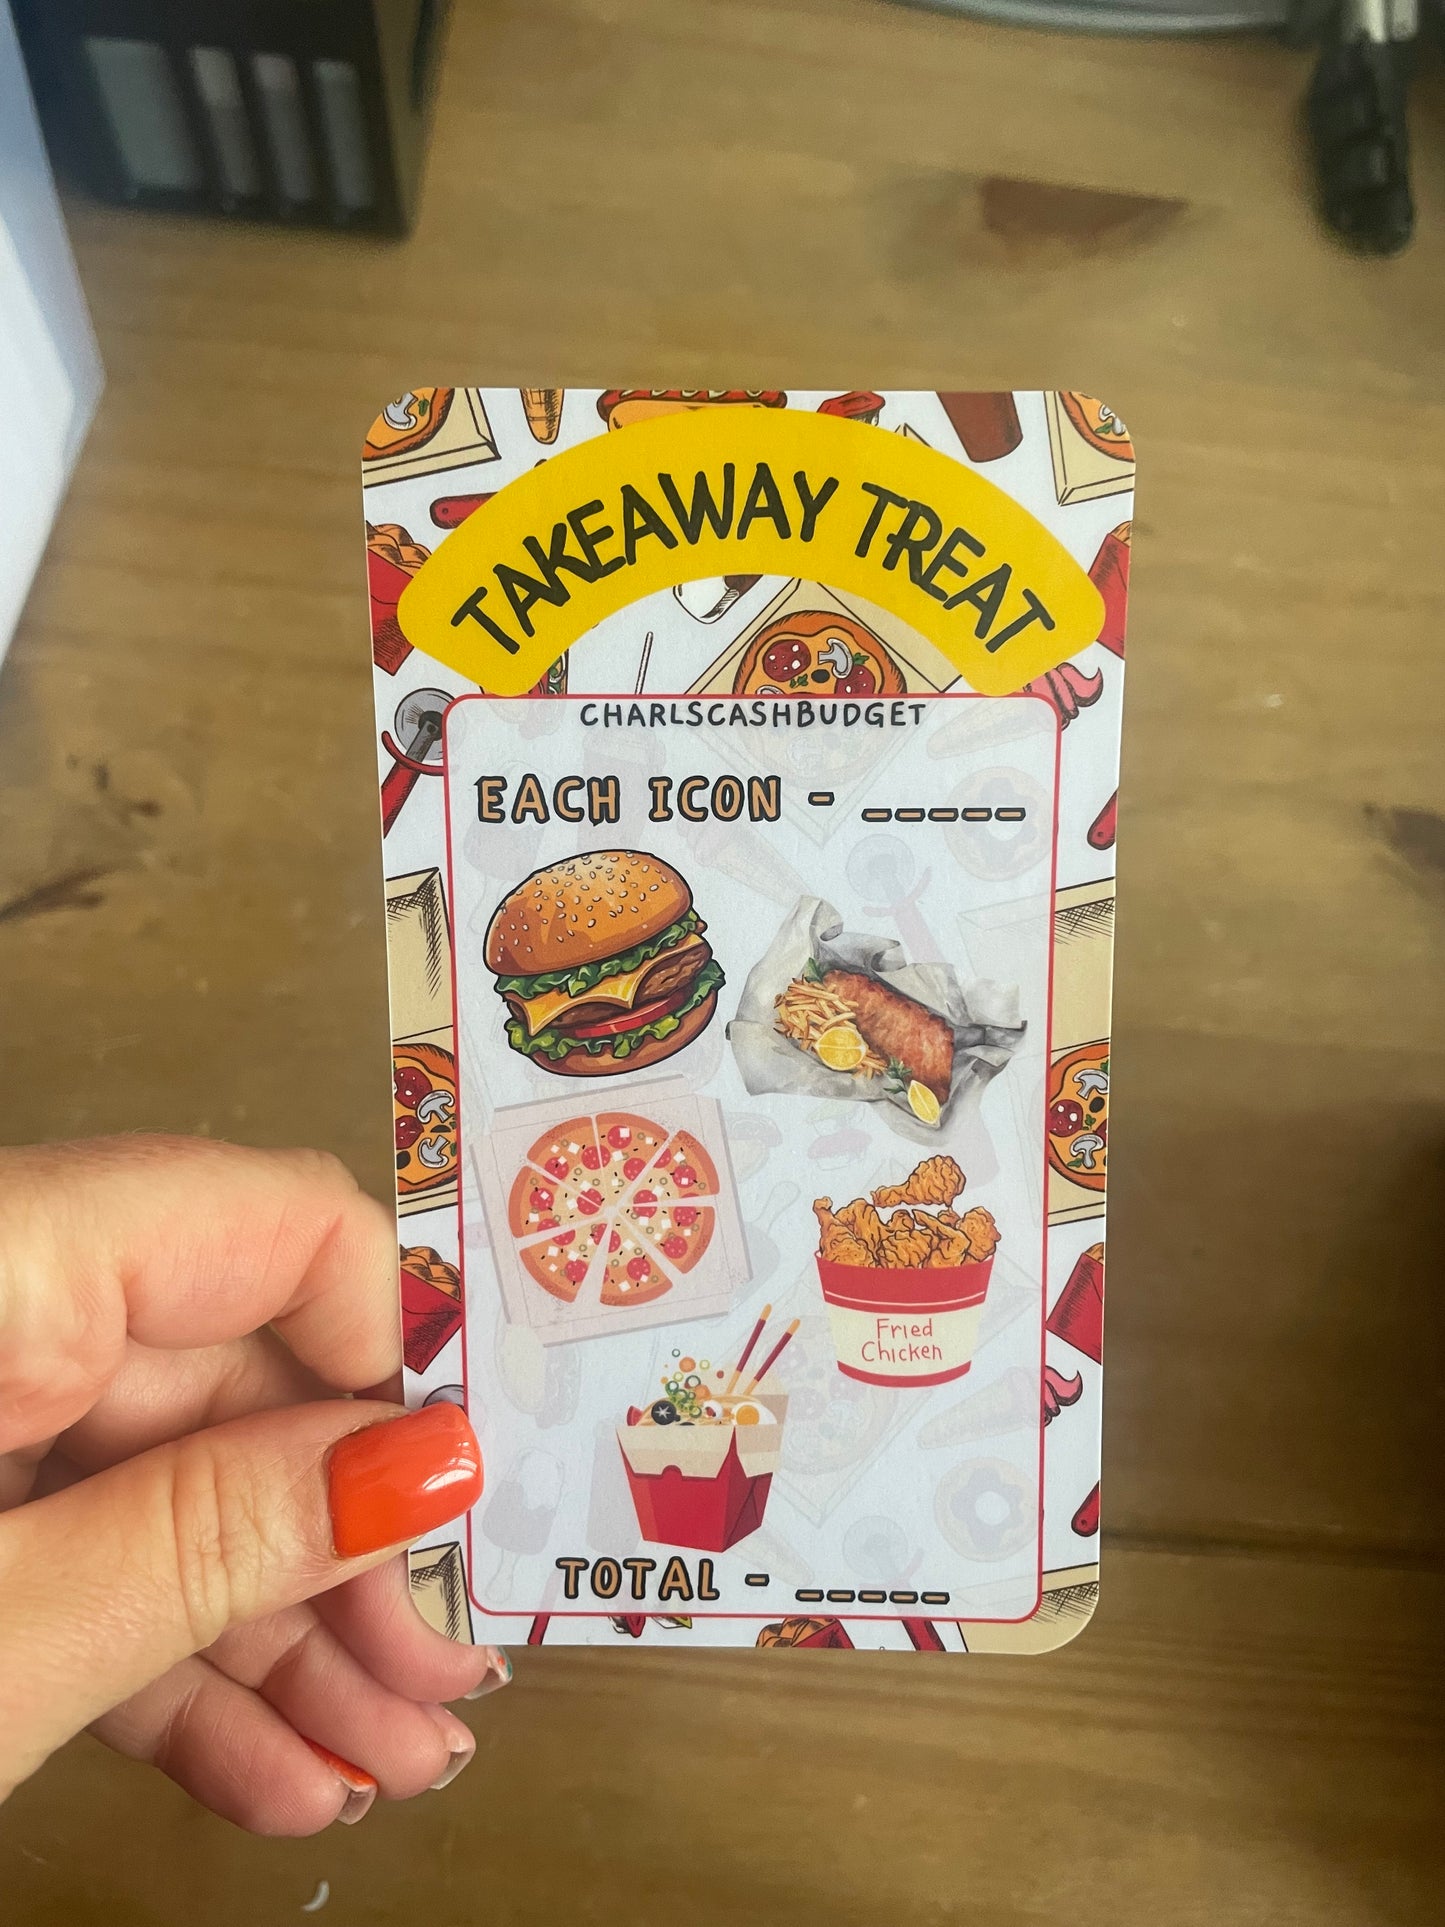 TAKEAWAY TREAT
CHARLSCASHBUDGET
EACH ICON - _____
Fried
Chicken
TOTAL - _____